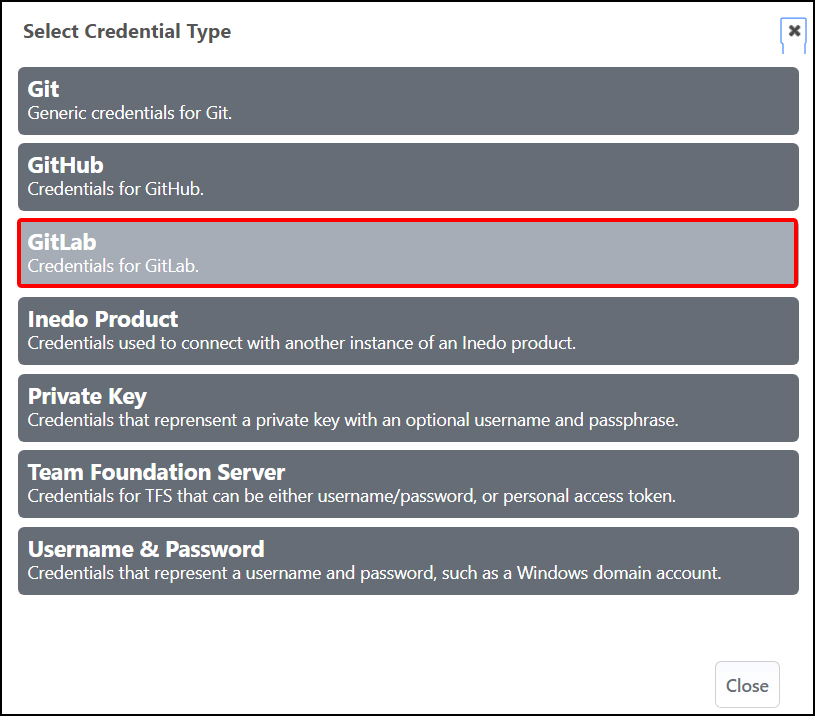 Select Credential Type
Git
Generic credentials for Git.
GitHub
Credentials for GitHub.
GitLab
Credentials for GitLab.
Inedo Product
Credentials used to connect with another instance of an Inedo product.
Private Key
Credentials that reprensent a private key with an optional username and passphrase.
Team Foundation Server
Credentials for TFS that can be either username/password, or personal access token.
Username & Password
Credentials that represent a username and password, such as a Windows domain account.
Close